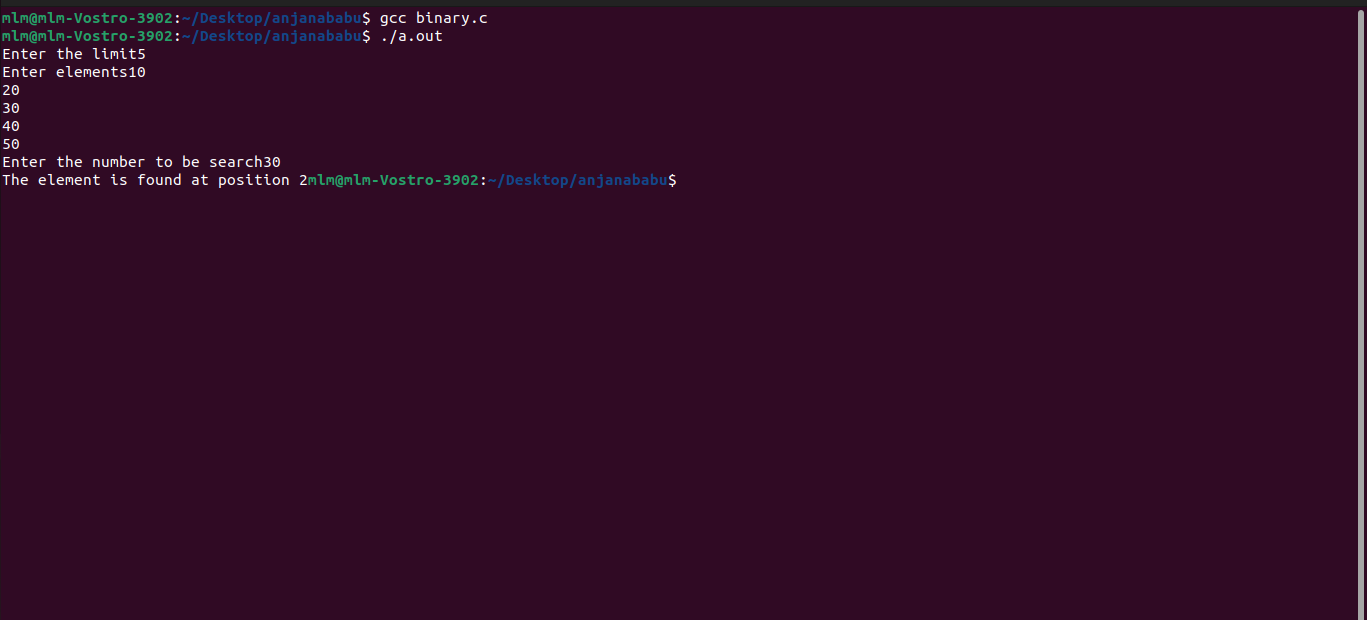 mlm@mlm-Vostro-3902:~/Desktop/anjanababu$ gcc binary.c
mlm@mlm-Vostro-3902:~/Desktop/anjanababu$ ./a.out
Enter the limit5
Enter elements10
20
30
40
50
Enter the number to be search30
The element is found at position 2mlm@mlm-Vostro-3902:~/Desktop/anjanababu$